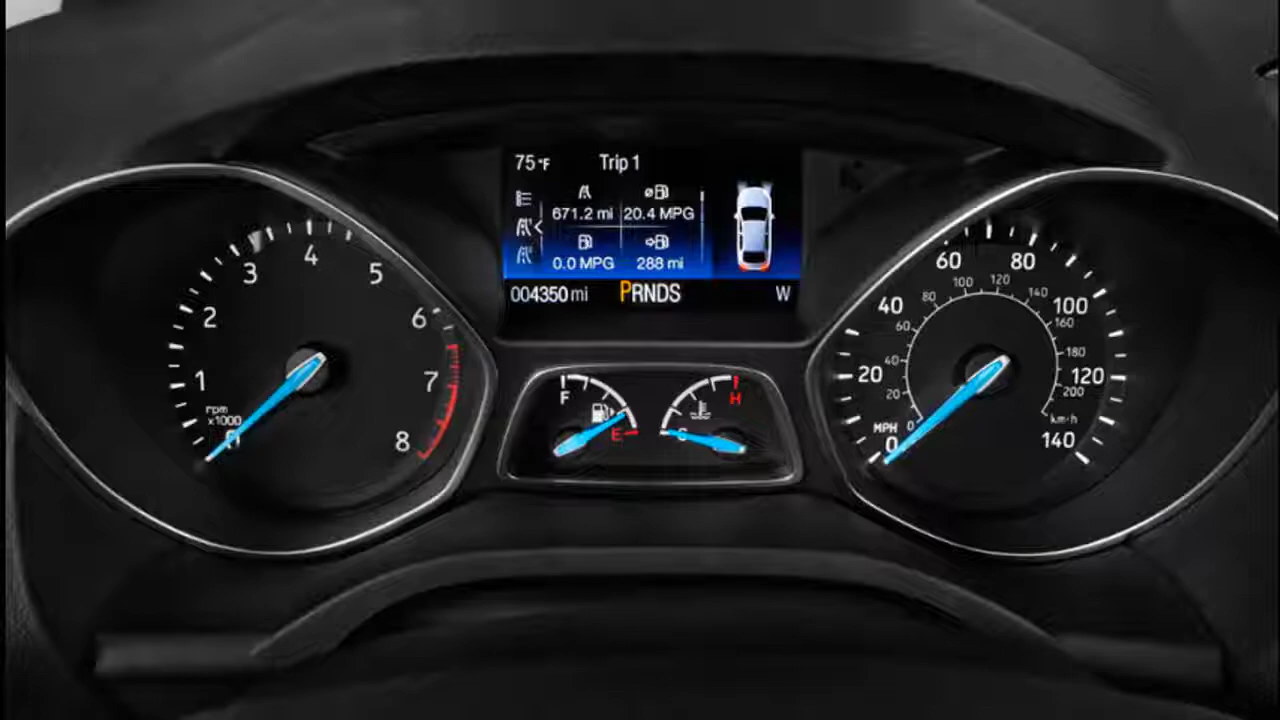 75°F Trip 1
671.2 mi 20.4 MPG
0.0 MPG 288 mi
004350 mi PRNDS W
0 1 2 3 4 5 6 7 8
rpm
x1000
F E
C H
0 20 40 60 80 100 120 140
MPH
0 20 40 60 80 100 120 140 160 180 200
km/h